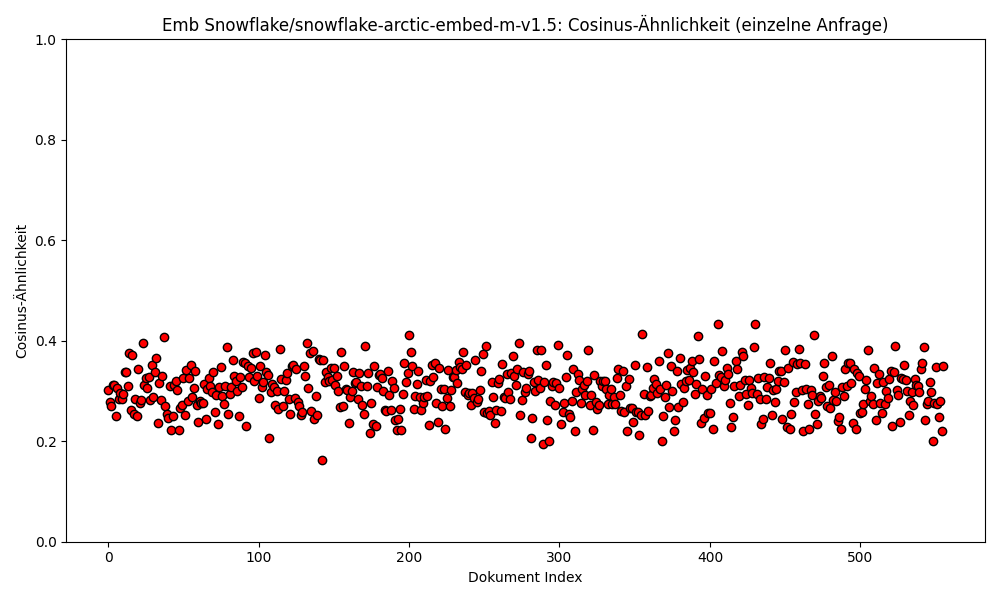 Emb Snowflake/snowflake-arctic-embed-m-v1.5: Cosinus-Ähnlichkeit (einzelne Anfrage)
1.0
0.8
0.6
0.4
0.2
0.0
Cosinus-Ähnlichkeit
0 100 200 300 400 500
Dokument Index